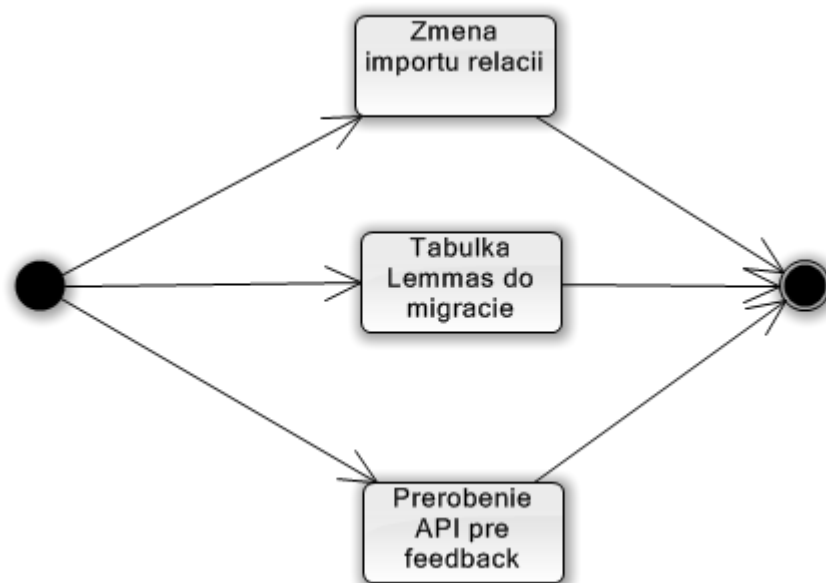 Zmena
importu relacii
Tabulka
Lemmas do
migracie
Prerobenie
API pre
feedback